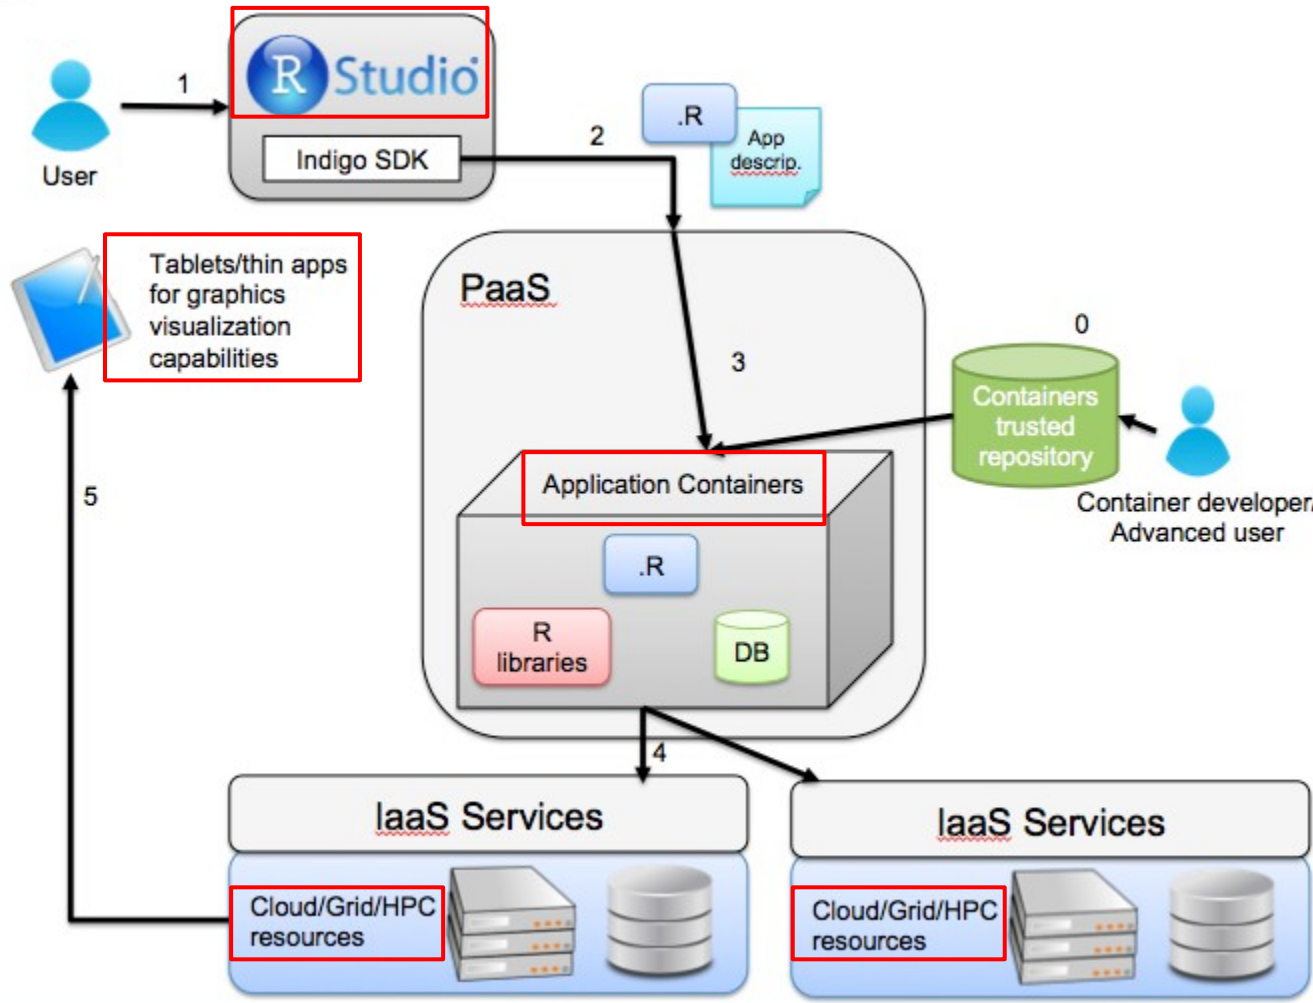 R Studio
1
Indigo SDK
User
2
.R
App
descrip.
Tablets/thin apps
for graphics
visualization
capabilities
PaaS
0
3
Containers
trusted
repository
Container developer/
Advanced user
5
Application Containers
.R
R
libraries
DB
4
IaaS Services
Cloud/Grid/HPC
resources
IaaS Services
Cloud/Grid/HPC
resources